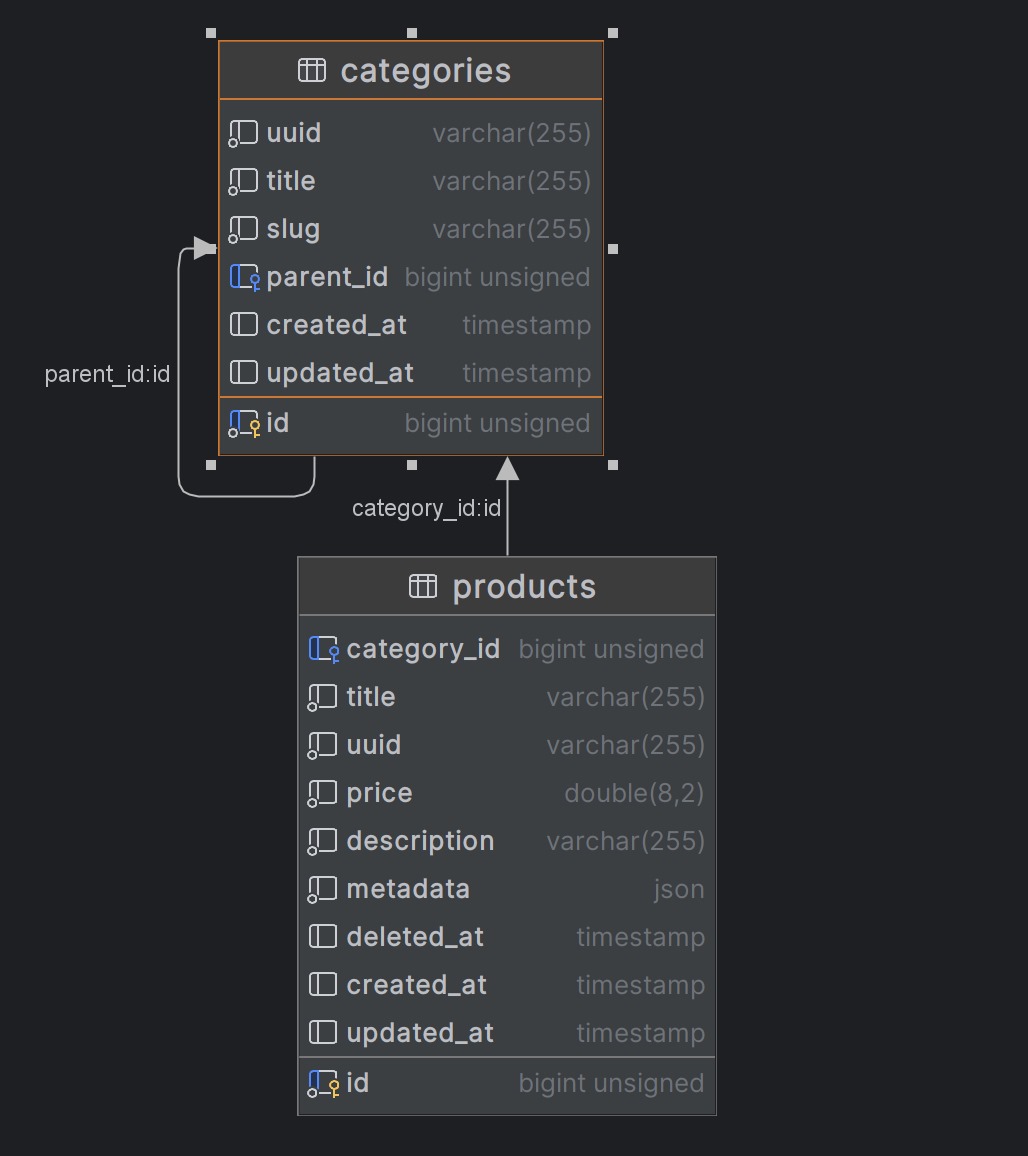 categories
uuid varchar(255)
title varchar(255)
slug varchar(255)
parent_id bigint unsigned
created_at timestamp
updated_at timestamp
id bigint unsigned
parent_id:id
category_id:id
products
category_id bigint unsigned
title varchar(255)
uuid varchar(255)
price double(8,2)
description varchar(255)
metadata json
deleted_at timestamp
created_at timestamp
updated_at timestamp
id bigint unsigned